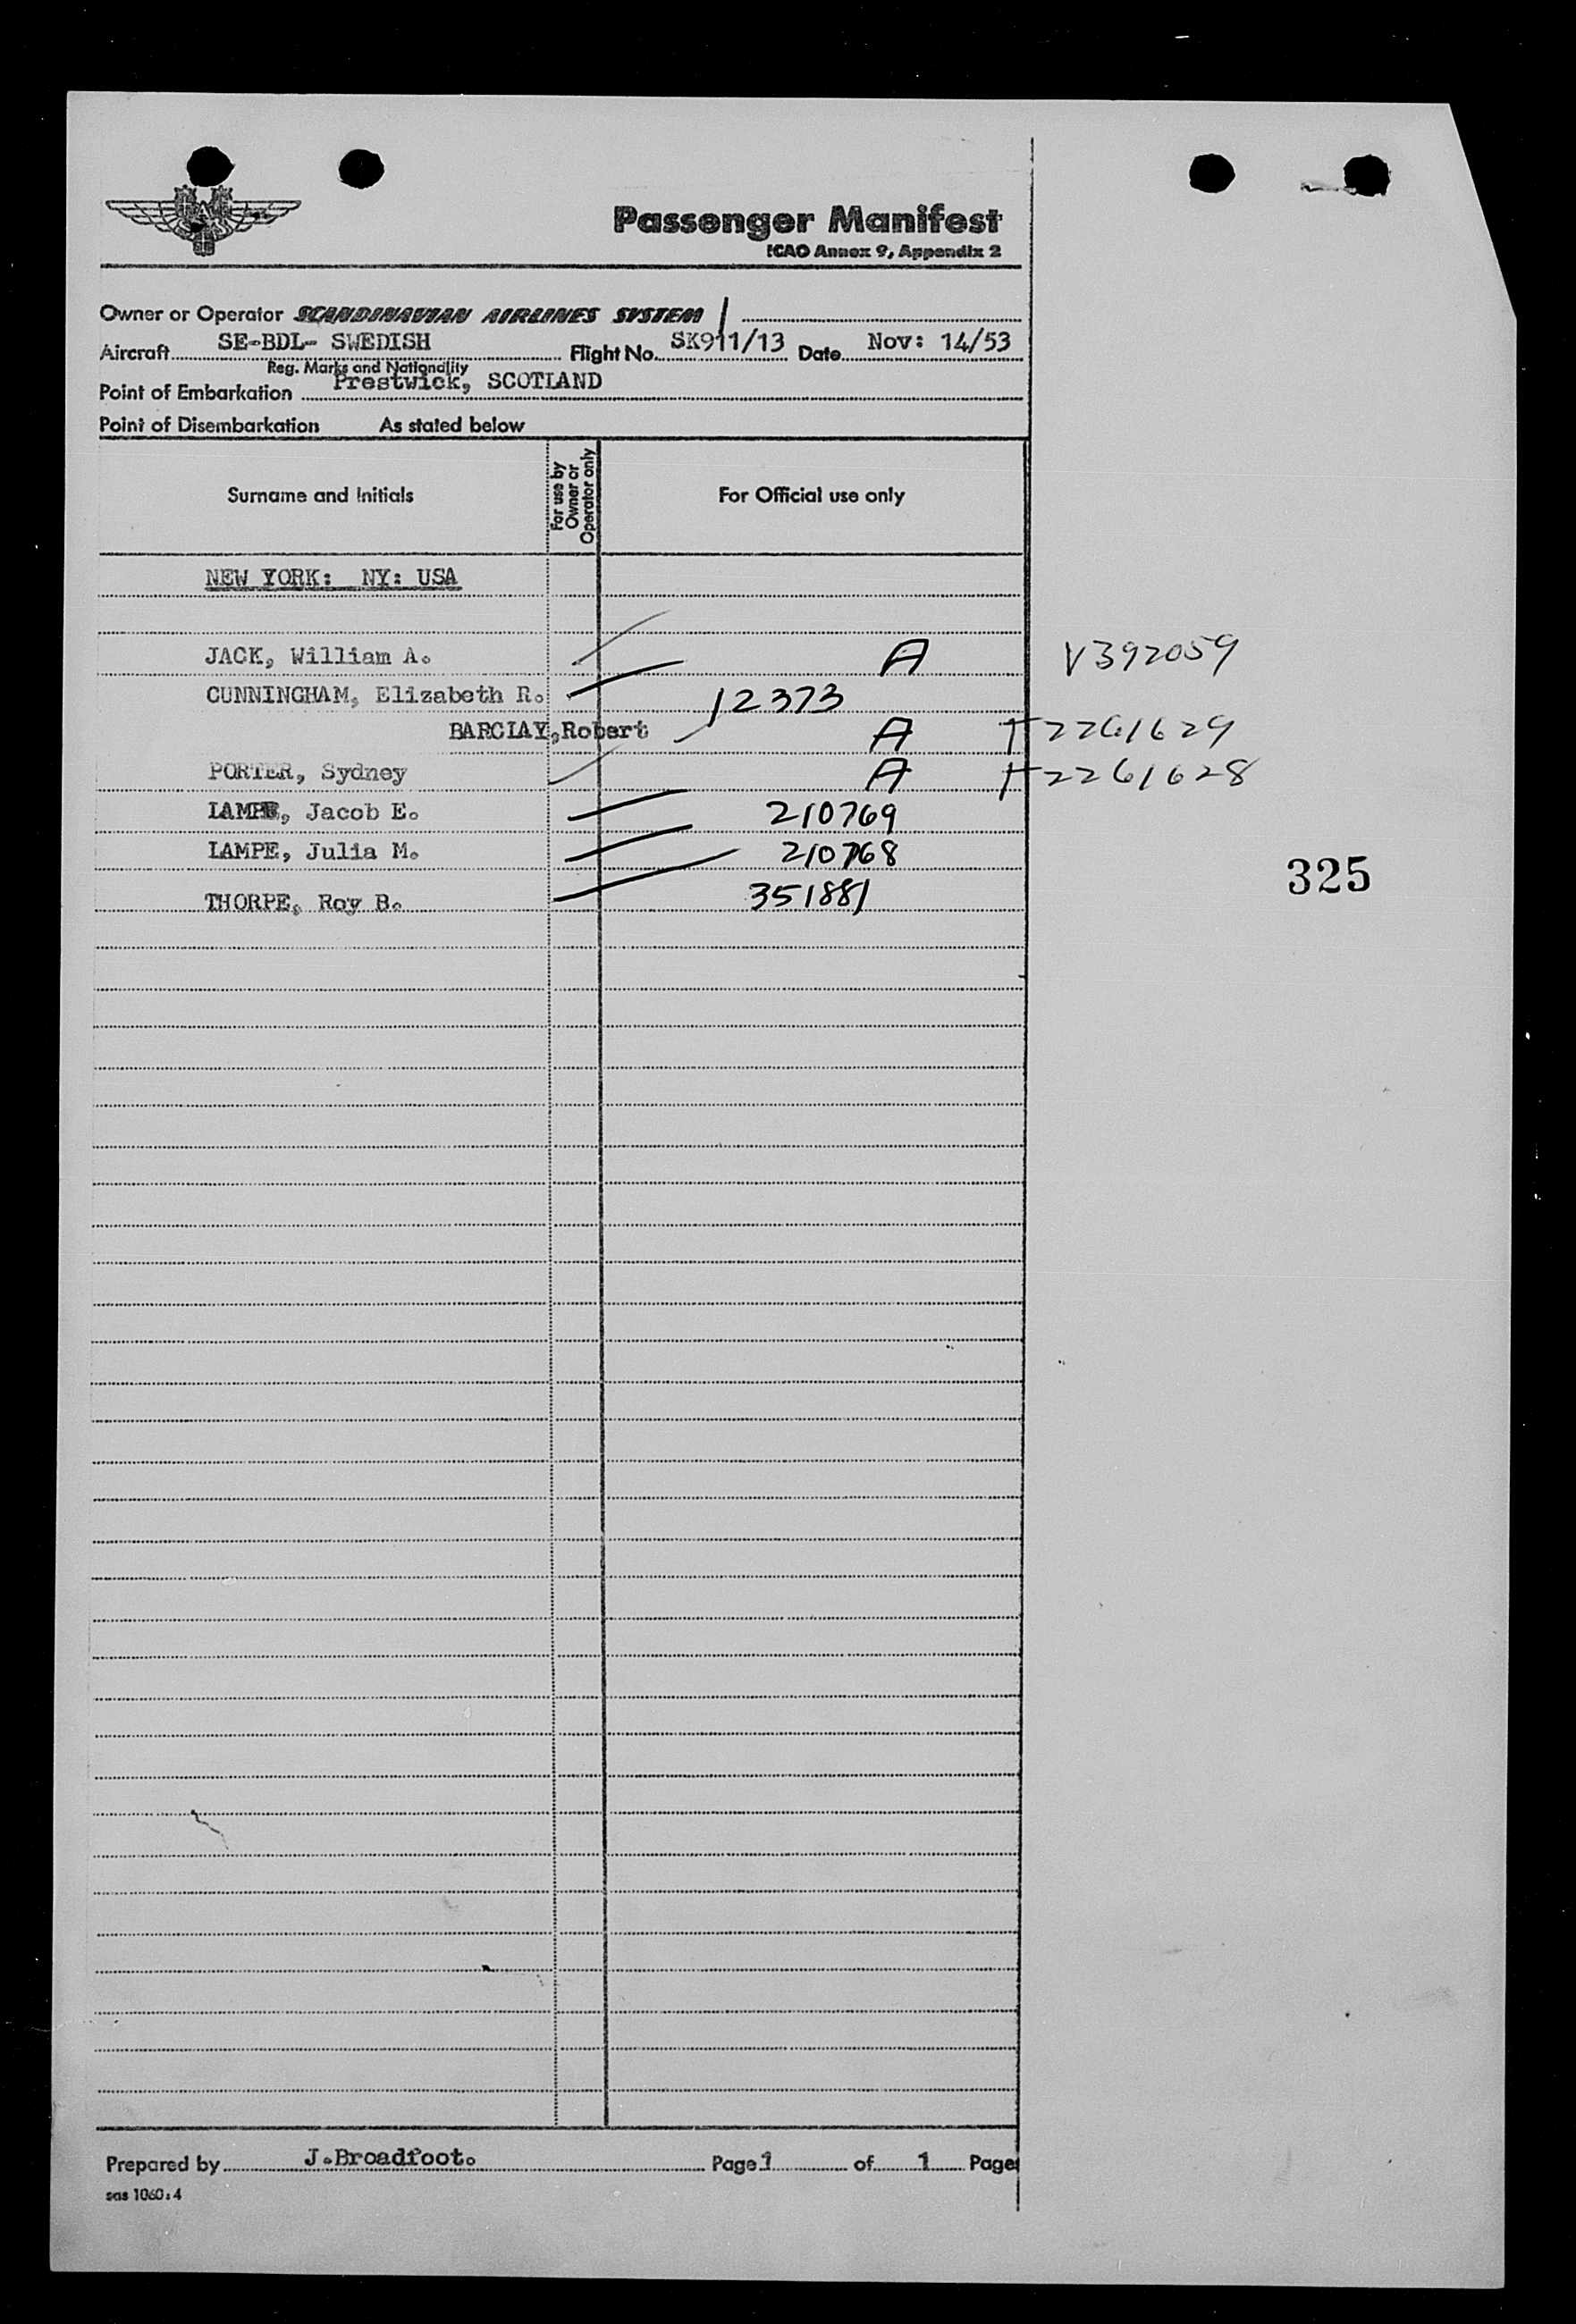 Passenger Manifest
ICAO Annex 9, Appendix 2
Owner or Operator SCANDINAVIAN AIRLINES SYSTEM
Aircraft SE-BDL- SWEDISH Flight No. SK911/13 Date Nov: 14/53
Reg. Marks and Nationality
Point of Embarkation Prestwick, SCOTLAND
Point of Disembarkation As stated below
Surname and Initials
For use by
Owner or
Operator only
For Official use only
NEW YORK: NY: USA
JACK, William A. A V392059
CUNNINGHAM, Elizabeth R. 12373
BARCLAY, Robert A T2261629
PORTER, Sydney A T2261628
LAMPE, Jacob E. 210769
LAMPE, Julia M. 210768
325
THORPE, Roy B. 351881
Prepared by J.Broadfoot. Page 1 of 1 Page
sas 1060:4